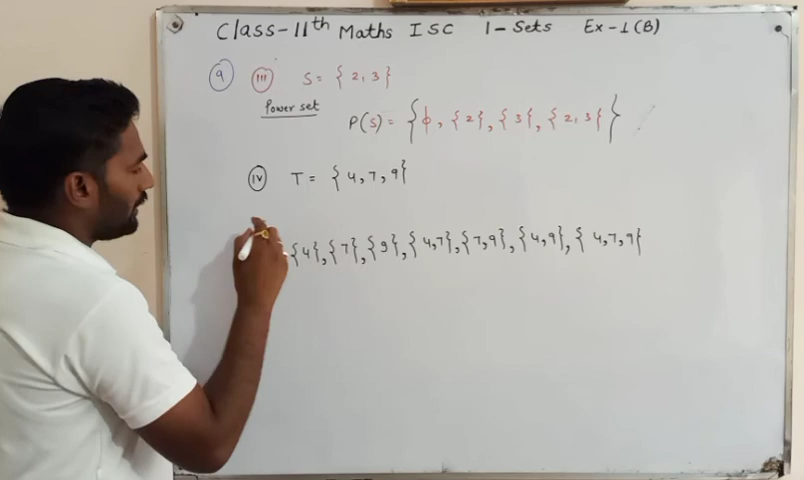 Class-11th Maths ISC 1-Sets Ex-1(B)
9 III S= { 2, 3 }
Power set
P(S)= { ϕ, {2}, {3}, {2,3} }
IV T= { 4, 7, 9 }
{4}, {7}, {9}, {4,7}, {7,9}, {4,9}, { 4,7,9 }